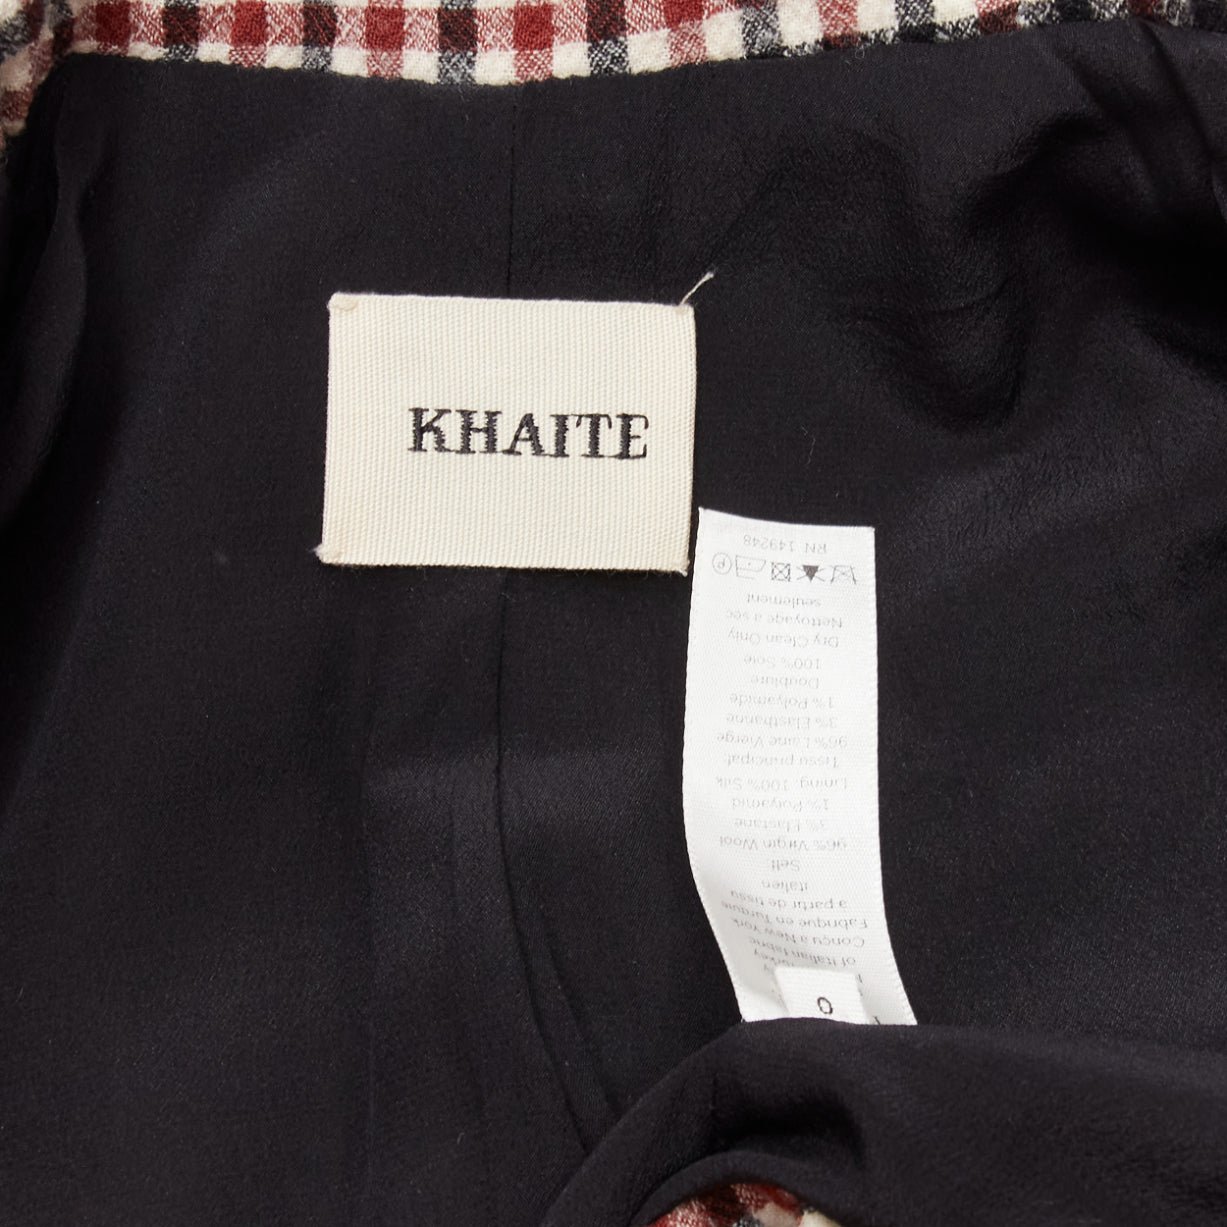 KHAITE
0
of Italian fabric
Conçu a New York
Fabrique en Turquie
a partir de tissu
italien
Self:
96% Virgin Wool
3% Elastane
1% Polyamid
Lining: 100% Silk
Tissu principal:
96% Laine Vierge
3% Elasthanne
1% Polyamide
Doublure
100% Soie
Dry Clean Only
Nettoyage a sec
seulement
RN 149248